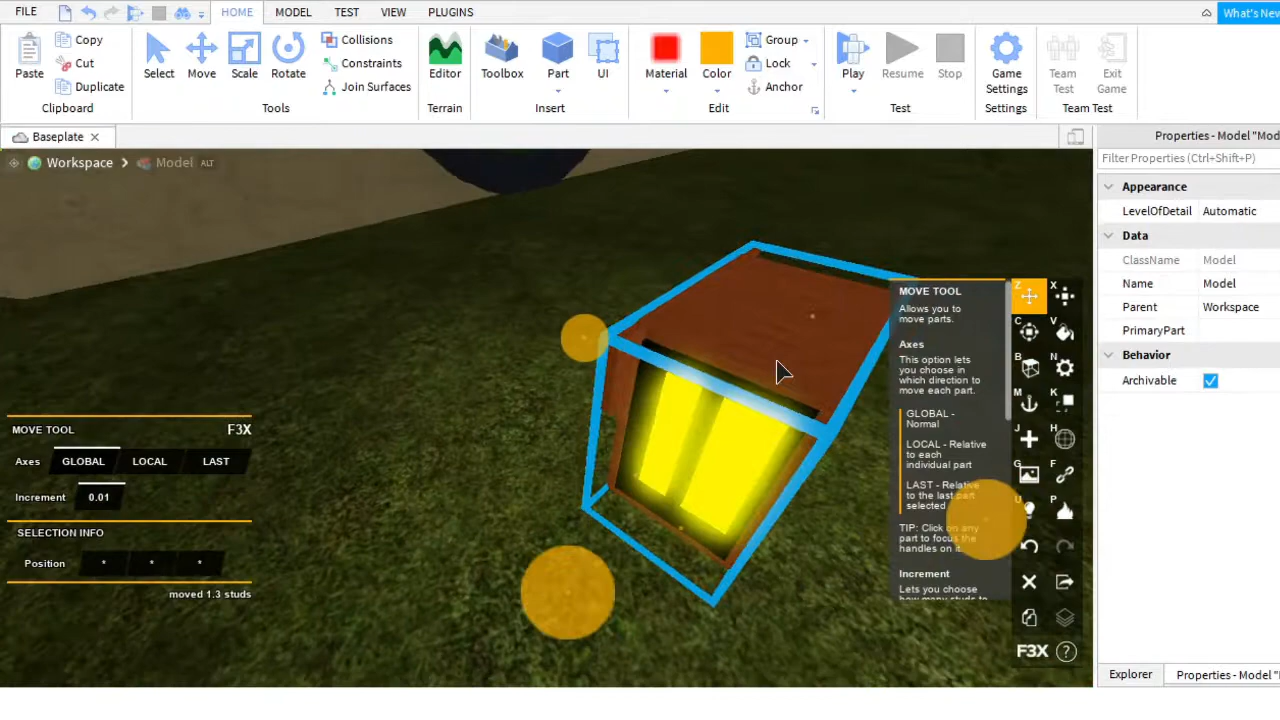 FILE HOME MODEL TEST VIEW PLUGINS What's New
Paste Copy Cut Duplicate Clipboard
Select Move Scale Rotate Collisions Constraints Join Surfaces Tools
Editor Terrain
Toolbox Part UI Insert
Material Color Group Lock Anchor Edit
Play Resume Stop Test
Game Settings Settings
Team Test Exit Game Team Test
Baseplate
Workspace Model ALT
MOVE TOOL F3X
Axes GLOBAL LOCAL LAST
Increment 0.01
SELECTION INFO
Position * * *
moved 1.3 studs
MOVE TOOL
Allows you to
move parts.
Axes
This option lets
you choose in
which direction to
move each part.
GLOBAL -
Normal
LOCAL - Relative
to each
individual part
LAST - Relative
to the last part
selected
TIP: Click on any
part to focus the
handles on it.
Increment
Lets you choose
how many studs to
Z X
C V
B N
M K
J H
G F
U P
F3X ?
Properties - Model "Mod
Filter Properties (Ctrl+Shift+P)
Appearance
LevelOfDetail Automatic
Data
ClassName Model
Name Model
Parent Workspace
PrimaryPart
Behavior
Archivable
Explorer Properties - Model "